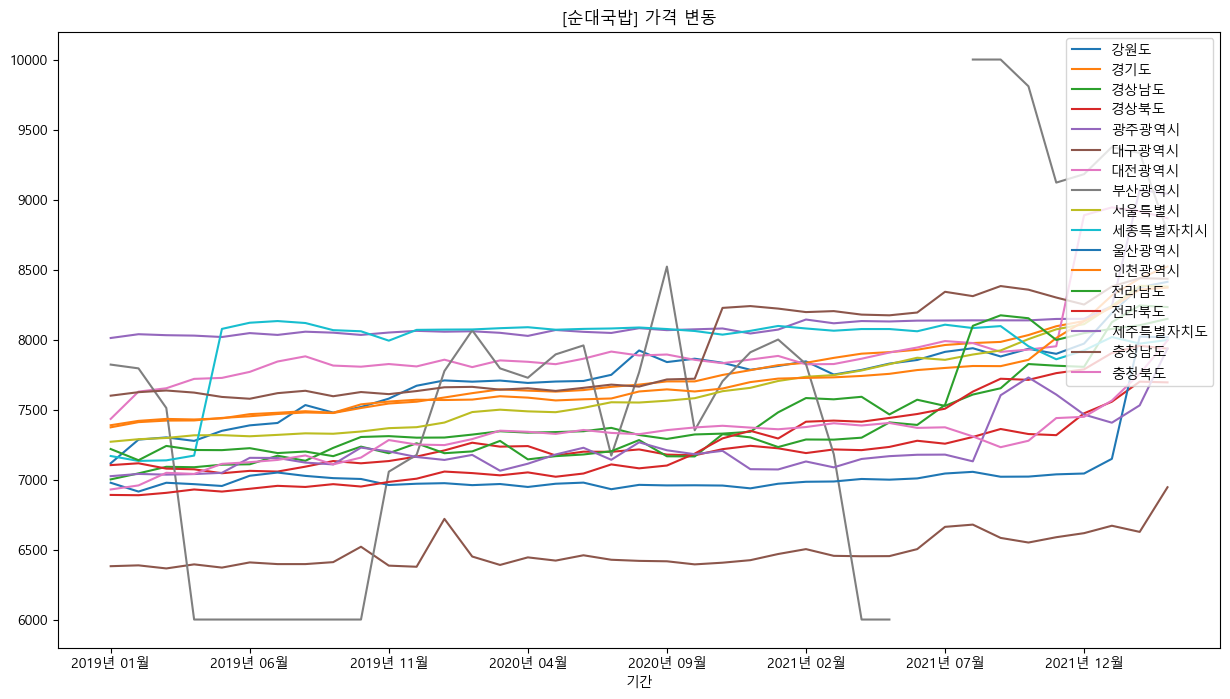 [순대국밥] 가격 변동
10000
9500
9000
8500
8000
7500
7000
6500
6000
강원도
경기도
경상남도
경상북도
광주광역시
대구광역시
대전광역시
부산광역시
서울특별시
세종특별자치시
울산광역시
인천광역시
전라남도
전라북도
제주특별자치도
충청남도
충청북도
2019년 01월 2019년 06월 2019년 11월 2020년 04월 2020년 09월 2021년 02월 2021년 07월 2021년 12월
기간